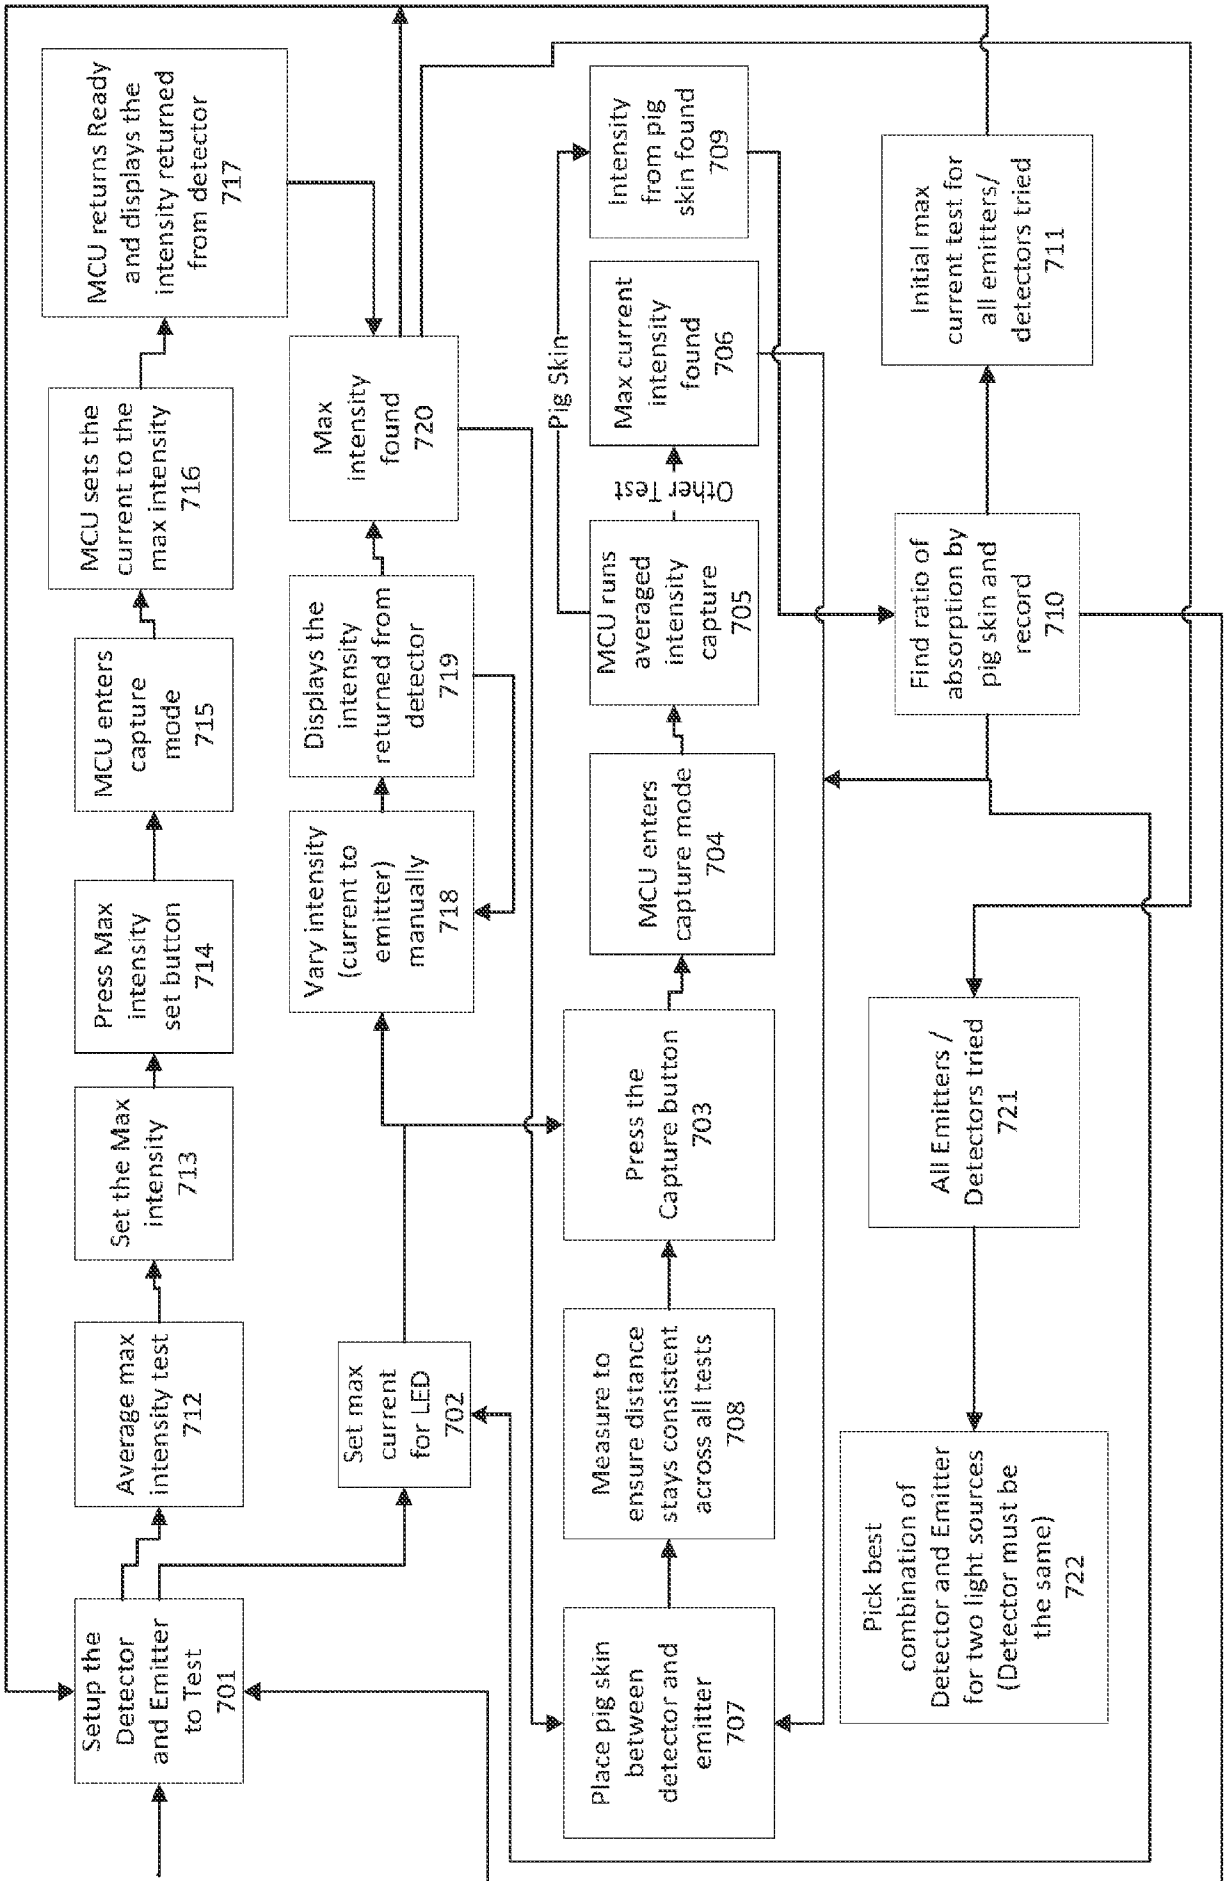 Setup the
Detector
and Emitter
to Test
701
Average max
intensity test
712
Set the Max
intensity
713
Press Max
intensity
set button
714
MCU enters
capture
mode
715
MCU sets the
current to the
max intensity
716
MCU returns Ready
and displays the
intensity returned
from detector
717
Set max
current
for LED
702
Vary intensity
(current to
emitter)
manually
718
Displays the
intensity
returned from
detector
719
Max
intensity
found
720
Place pig skin
between
detector and
emitter
707
Measure to
ensure distance
stays consistent
across all tests
708
Press the
Capture button
703
MCU enters
capture mode
704
MCU runs
averaged
intensity
capture
705
Pig Skin
Other Test
Max current
intensity
found
706
Intensity
from pig
skin found
709
Pick best
combination of
Detector and Emitter
for two light sources
(Detector must be
the same)
722
All Emitters /
Detectors tried
721
Find ratio of
absorption by
pig skin and
record
710
Initial max
current test for
all emitters/
detectors tried
711